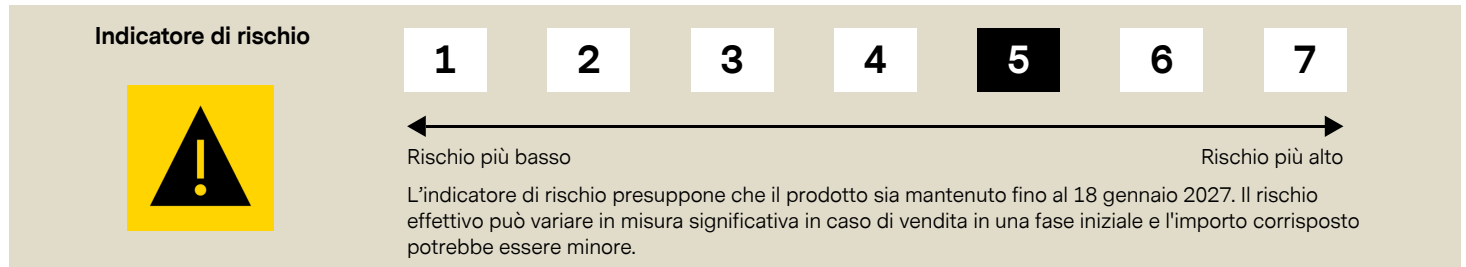 Indicatore di rischio
1 2 3 4 5 6 7
Rischio più basso Rischio più alto
L’indicatore di rischio presuppone che il prodotto sia mantenuto fino al 18 gennaio 2027. Il rischio
effettivo può variare in misura significativa in caso di vendita in una fase iniziale e l'importo corrisposto
potrebbe essere minore.